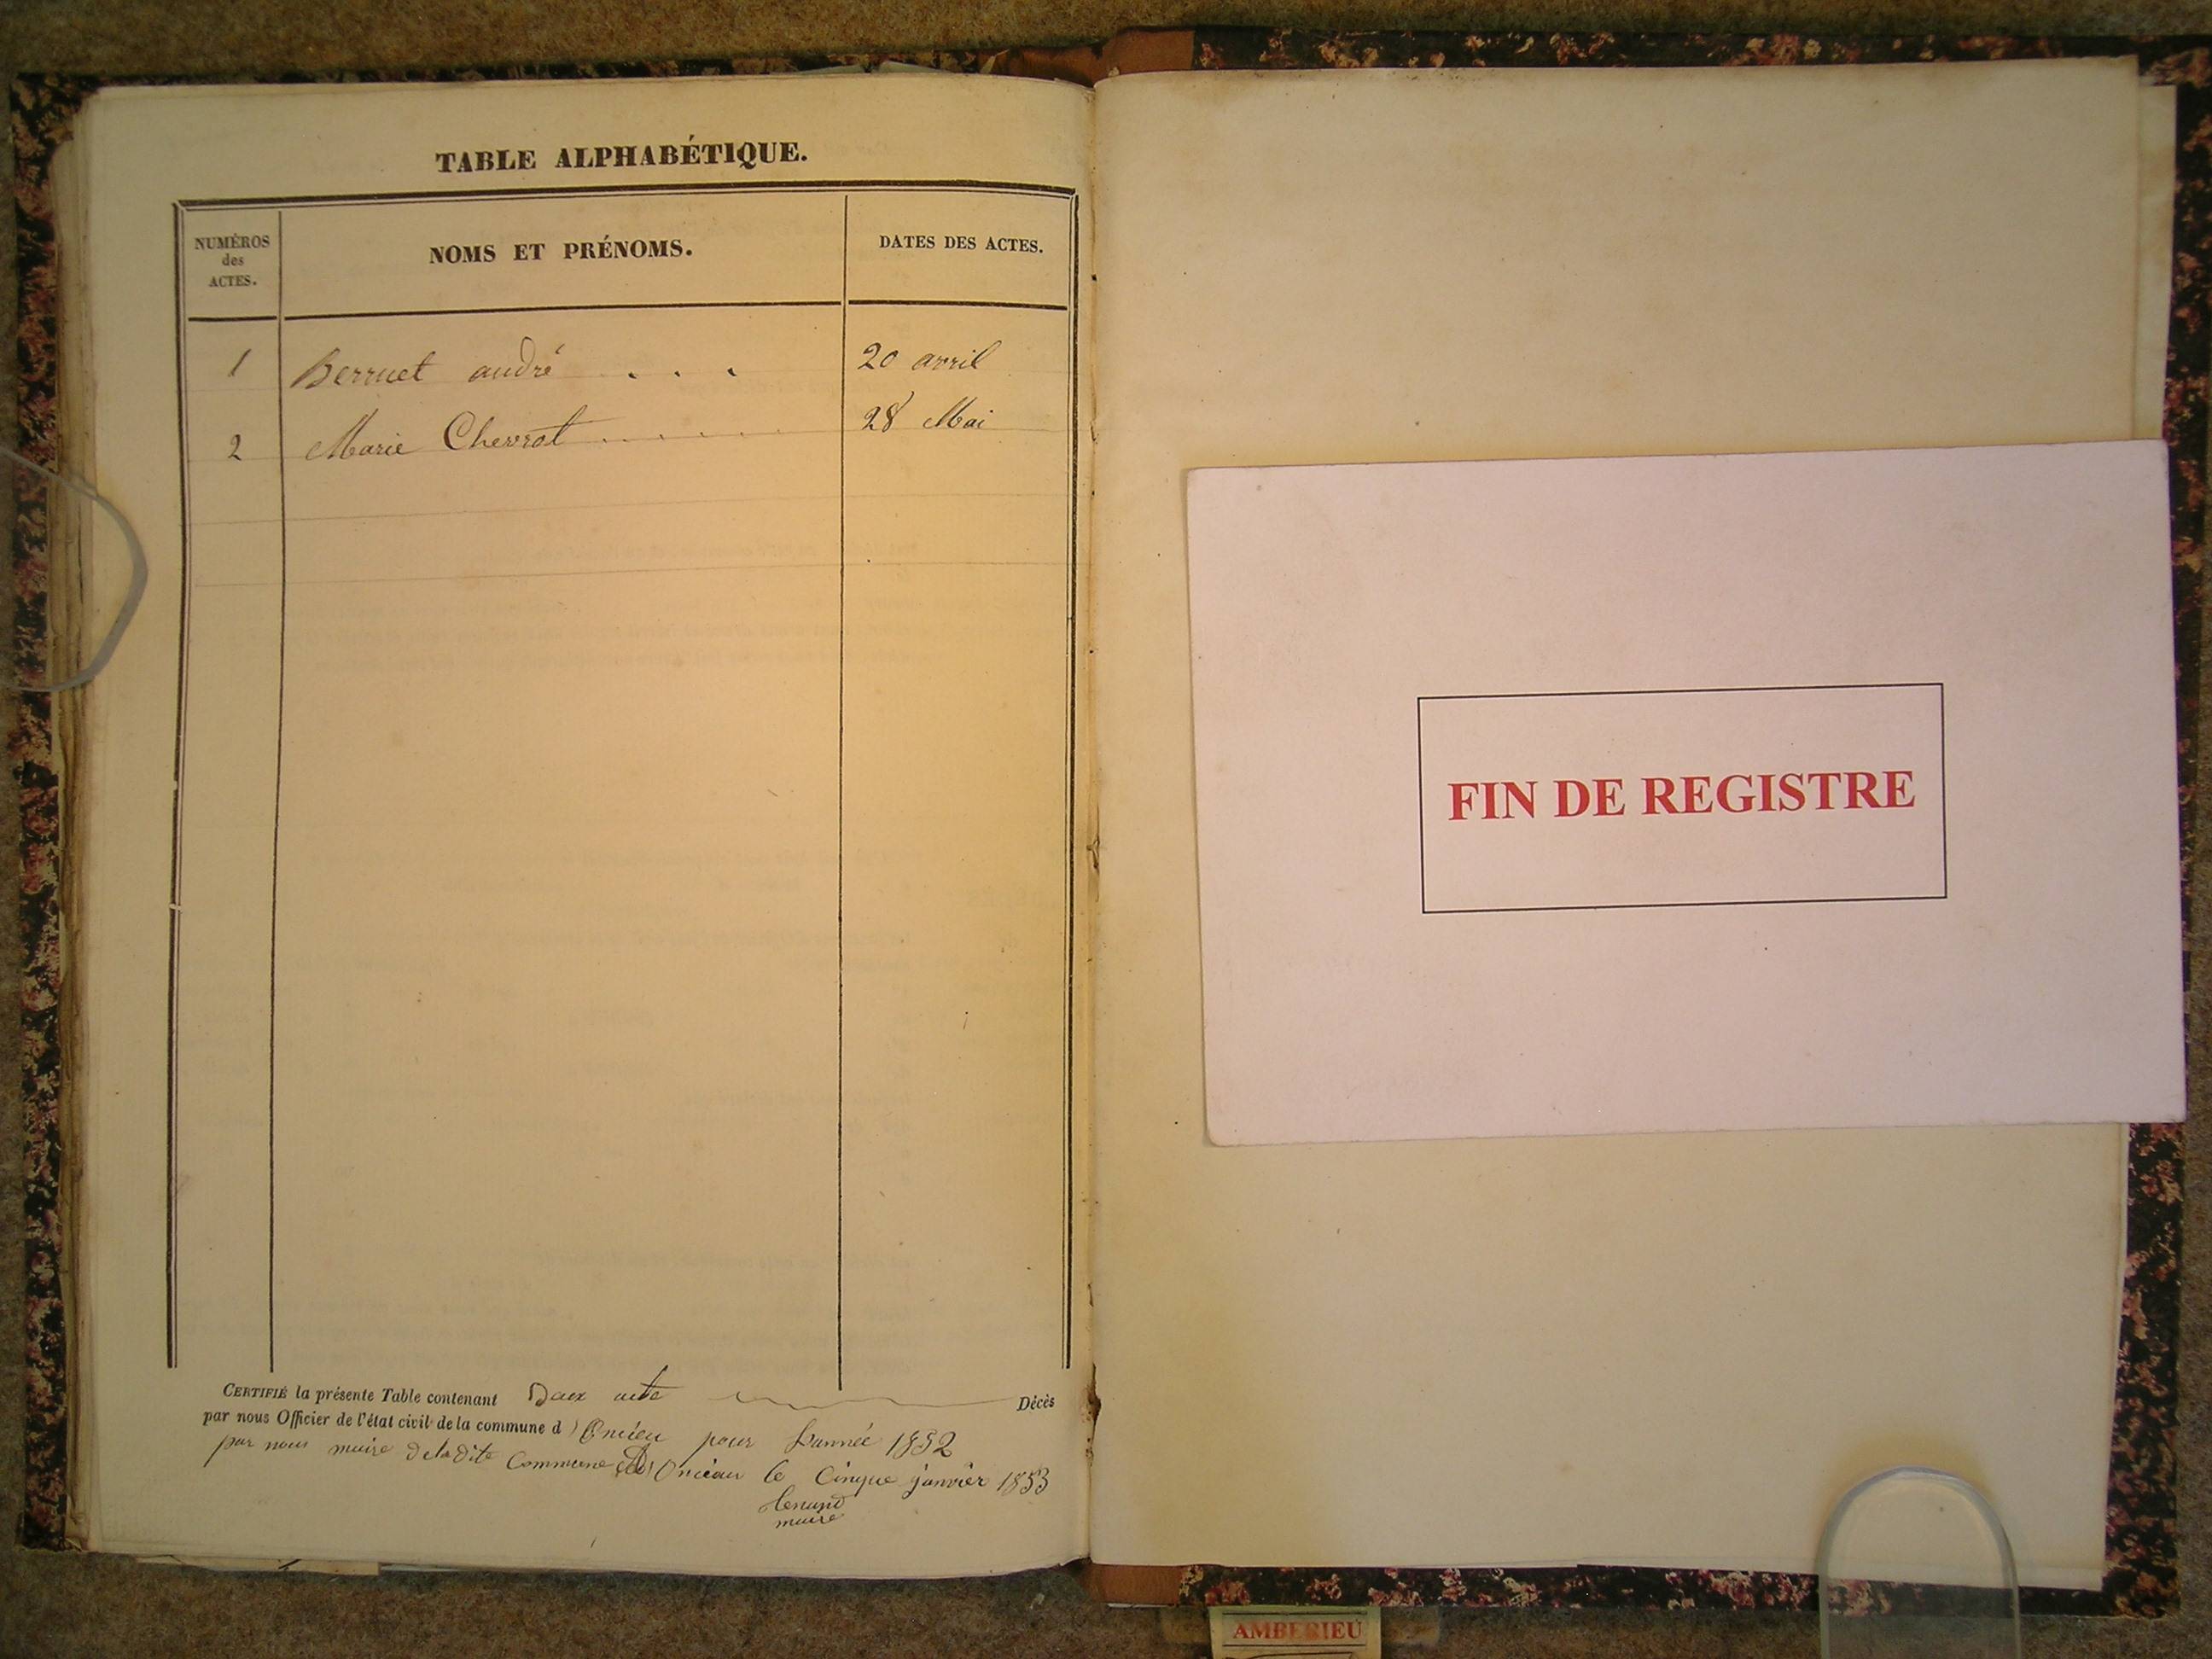 TABLE ALPHABÉTIQUE.
NUMÉROS
des
ACTES.
NOMS ET PRÉNOMS.
DATES DES ACTES.
1 Berruet andré . . . 20 avril
2 Marie Chevrot . . . . . . . 28 Mai
CERTIFIÉ la présente Table contenant Deux acte Décès
par nous Officier de l'état civil de la commune d'Oncieu pour L'année 1852
par nous maire de la dite Commune D'Oncieu le Cinque janvier 1853
maire
FIN DE REGISTRE
AMBERIEU